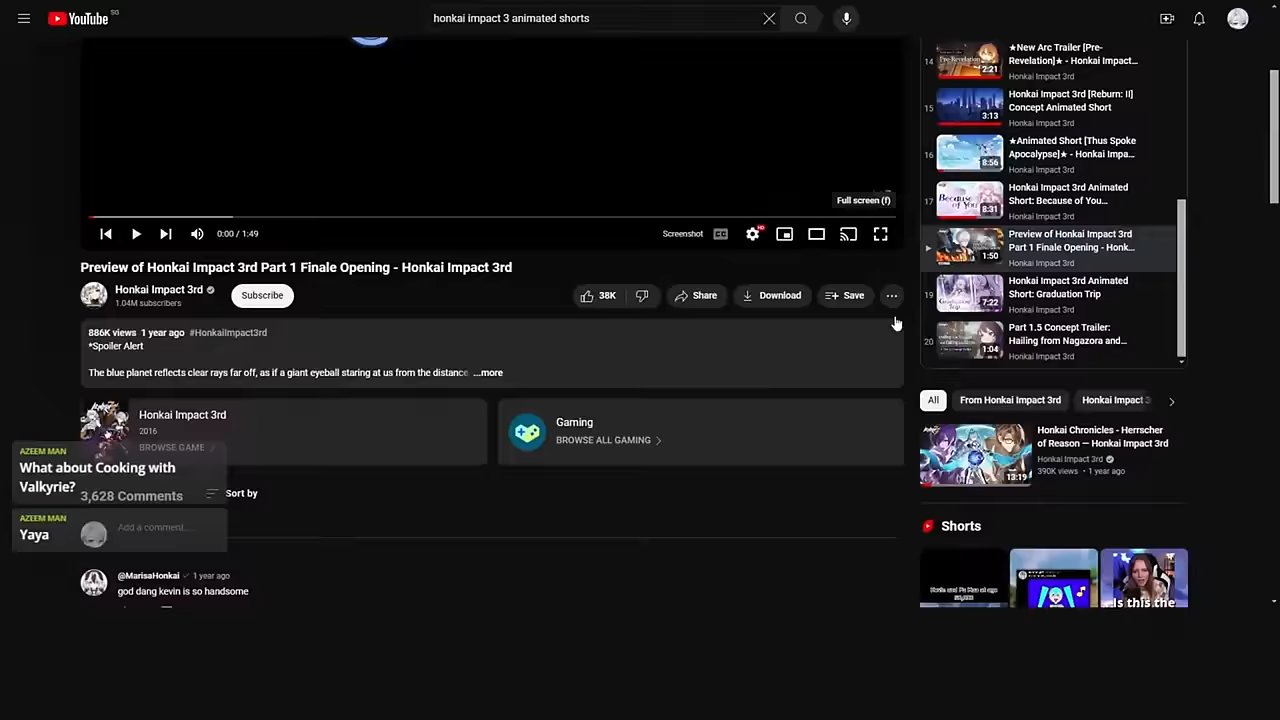 YouTube SG
honkai impact 3 animated shorts
Full screen (f)
0:00 / 1:49
Screenshot
CC
HD
Preview of Honkai Impact 3rd Part 1 Finale Opening - Honkai Impact 3rd
Honkai Impact 3rd
1.04M subscribers
Subscribe
38K
Share
Download
Save
886K views 1 year ago #HonkaiImpact3rd
*Spoiler Alert
The blue planet reflects clear rays far off, as if a giant eyeball staring at us from the distance. ...more
Honkai Impact 3rd
2016
BROWSE GAME
Gaming
BROWSE ALL GAMING
AZEEM MAN
What about Cooking with
Valkyrie?
3,628 Comments
Sort by
AZEEM MAN
Yaya
Add a comment...
@MarisaHonkai 1 year ago
god dang kevin is so handsome
14
2:21
★New Arc Trailer [Pre-
Revelation]★ - Honkai Impact...
Honkai Impact 3rd
15
3:13
Honkai Impact 3rd [Reburn: II]
Concept Animated Short
Honkai Impact 3rd
16
8:56
★Animated Short [Thus Spoke
Apocalypse]★ - Honkai Impa...
Honkai Impact 3rd
17
Because of You
8:31
Honkai Impact 3rd Animated
Short: Because of You...
Honkai Impact 3rd
1:50
Preview of Honkai Impact 3rd
Part 1 Finale Opening - Honk...
Honkai Impact 3rd
19
7:22
Honkai Impact 3rd Animated
Short: Graduation Trip
Honkai Impact 3rd
20
1:04
Part 1.5 Concept Trailer:
Hailing from Nagazora and...
Honkai Impact 3rd
All
From Honkai Impact 3rd
Honkai Impact 3
13:19
Honkai Chronicles - Herrscher
of Reason — Honkai Impact 3rd
Honkai Impact 3rd
390K views • 1 year ago
Shorts
Is this the